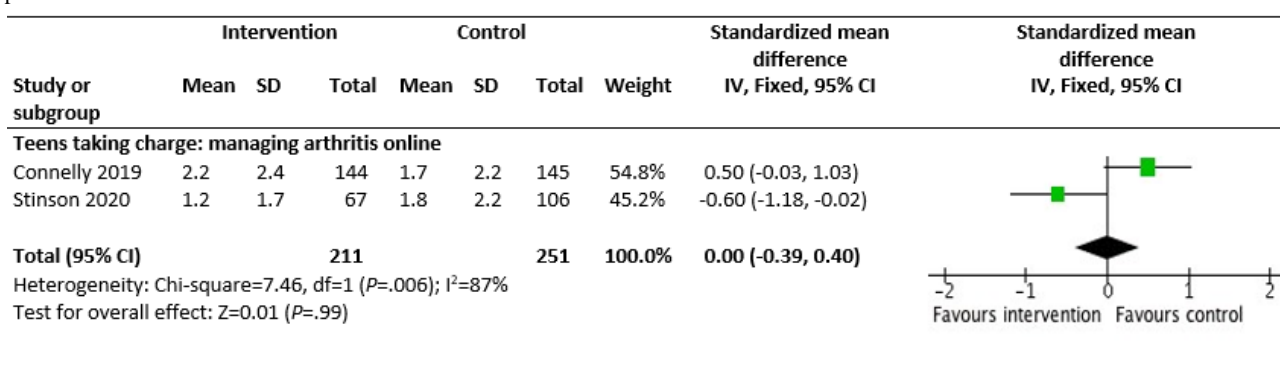 Intervention Control Standardized mean difference Standardized mean difference
Study or subgroup Mean SD Total Mean SD Total Weight IV, Fixed, 95% CI IV, Fixed, 95% CI
Teens taking charge: managing arthritis online
Connelly 2019 2.2 2.4 144 1.7 2.2 145 54.8% 0.50 (-0.03, 1.03)
Stinson 2020 1.2 1.7 67 1.8 2.2 106 45.2% -0.60 (-1.18, -0.02)
Total (95% CI) 211 251 100.0% 0.00 (-0.39, 0.40)
Heterogeneity: Chi-square=7.46, df=1 (P=.006); I²=87%
Test for overall effect: Z=0.01 (P=.99)
-2 -1 0 1 2
Favours intervention Favours control